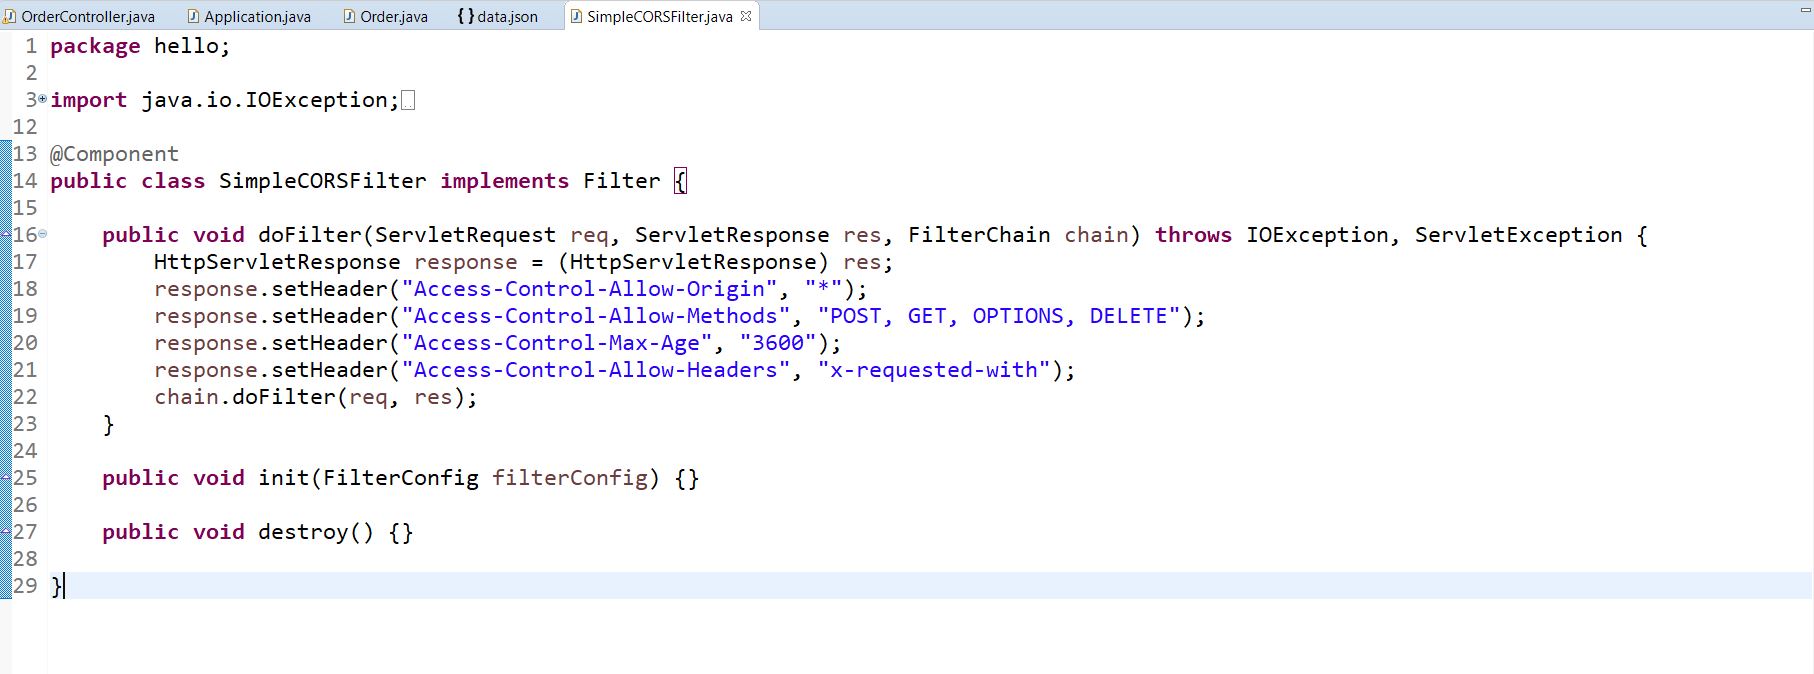 OrderController.java Application.java Order.java {} data.json SimpleCORSFilter.java
1 package hello;
2
3 import java.io.IOException;
12
13 @Component
14 public class SimpleCORSFilter implements Filter {
15
16 public void doFilter(ServletRequest req, ServletResponse res, FilterChain chain) throws IOException, ServletException {
17 HttpServletResponse response = (HttpServletResponse) res;
18 response.setHeader("Access-Control-Allow-Origin", "*");
19 response.setHeader("Access-Control-Allow-Methods", "POST, GET, OPTIONS, DELETE");
20 response.setHeader("Access-Control-Max-Age", "3600");
21 response.setHeader("Access-Control-Allow-Headers", "x-requested-with");
22 chain.doFilter(req, res);
23 }
24
25 public void init(FilterConfig filterConfig) {}
26
27 public void destroy() {}
28
29 }